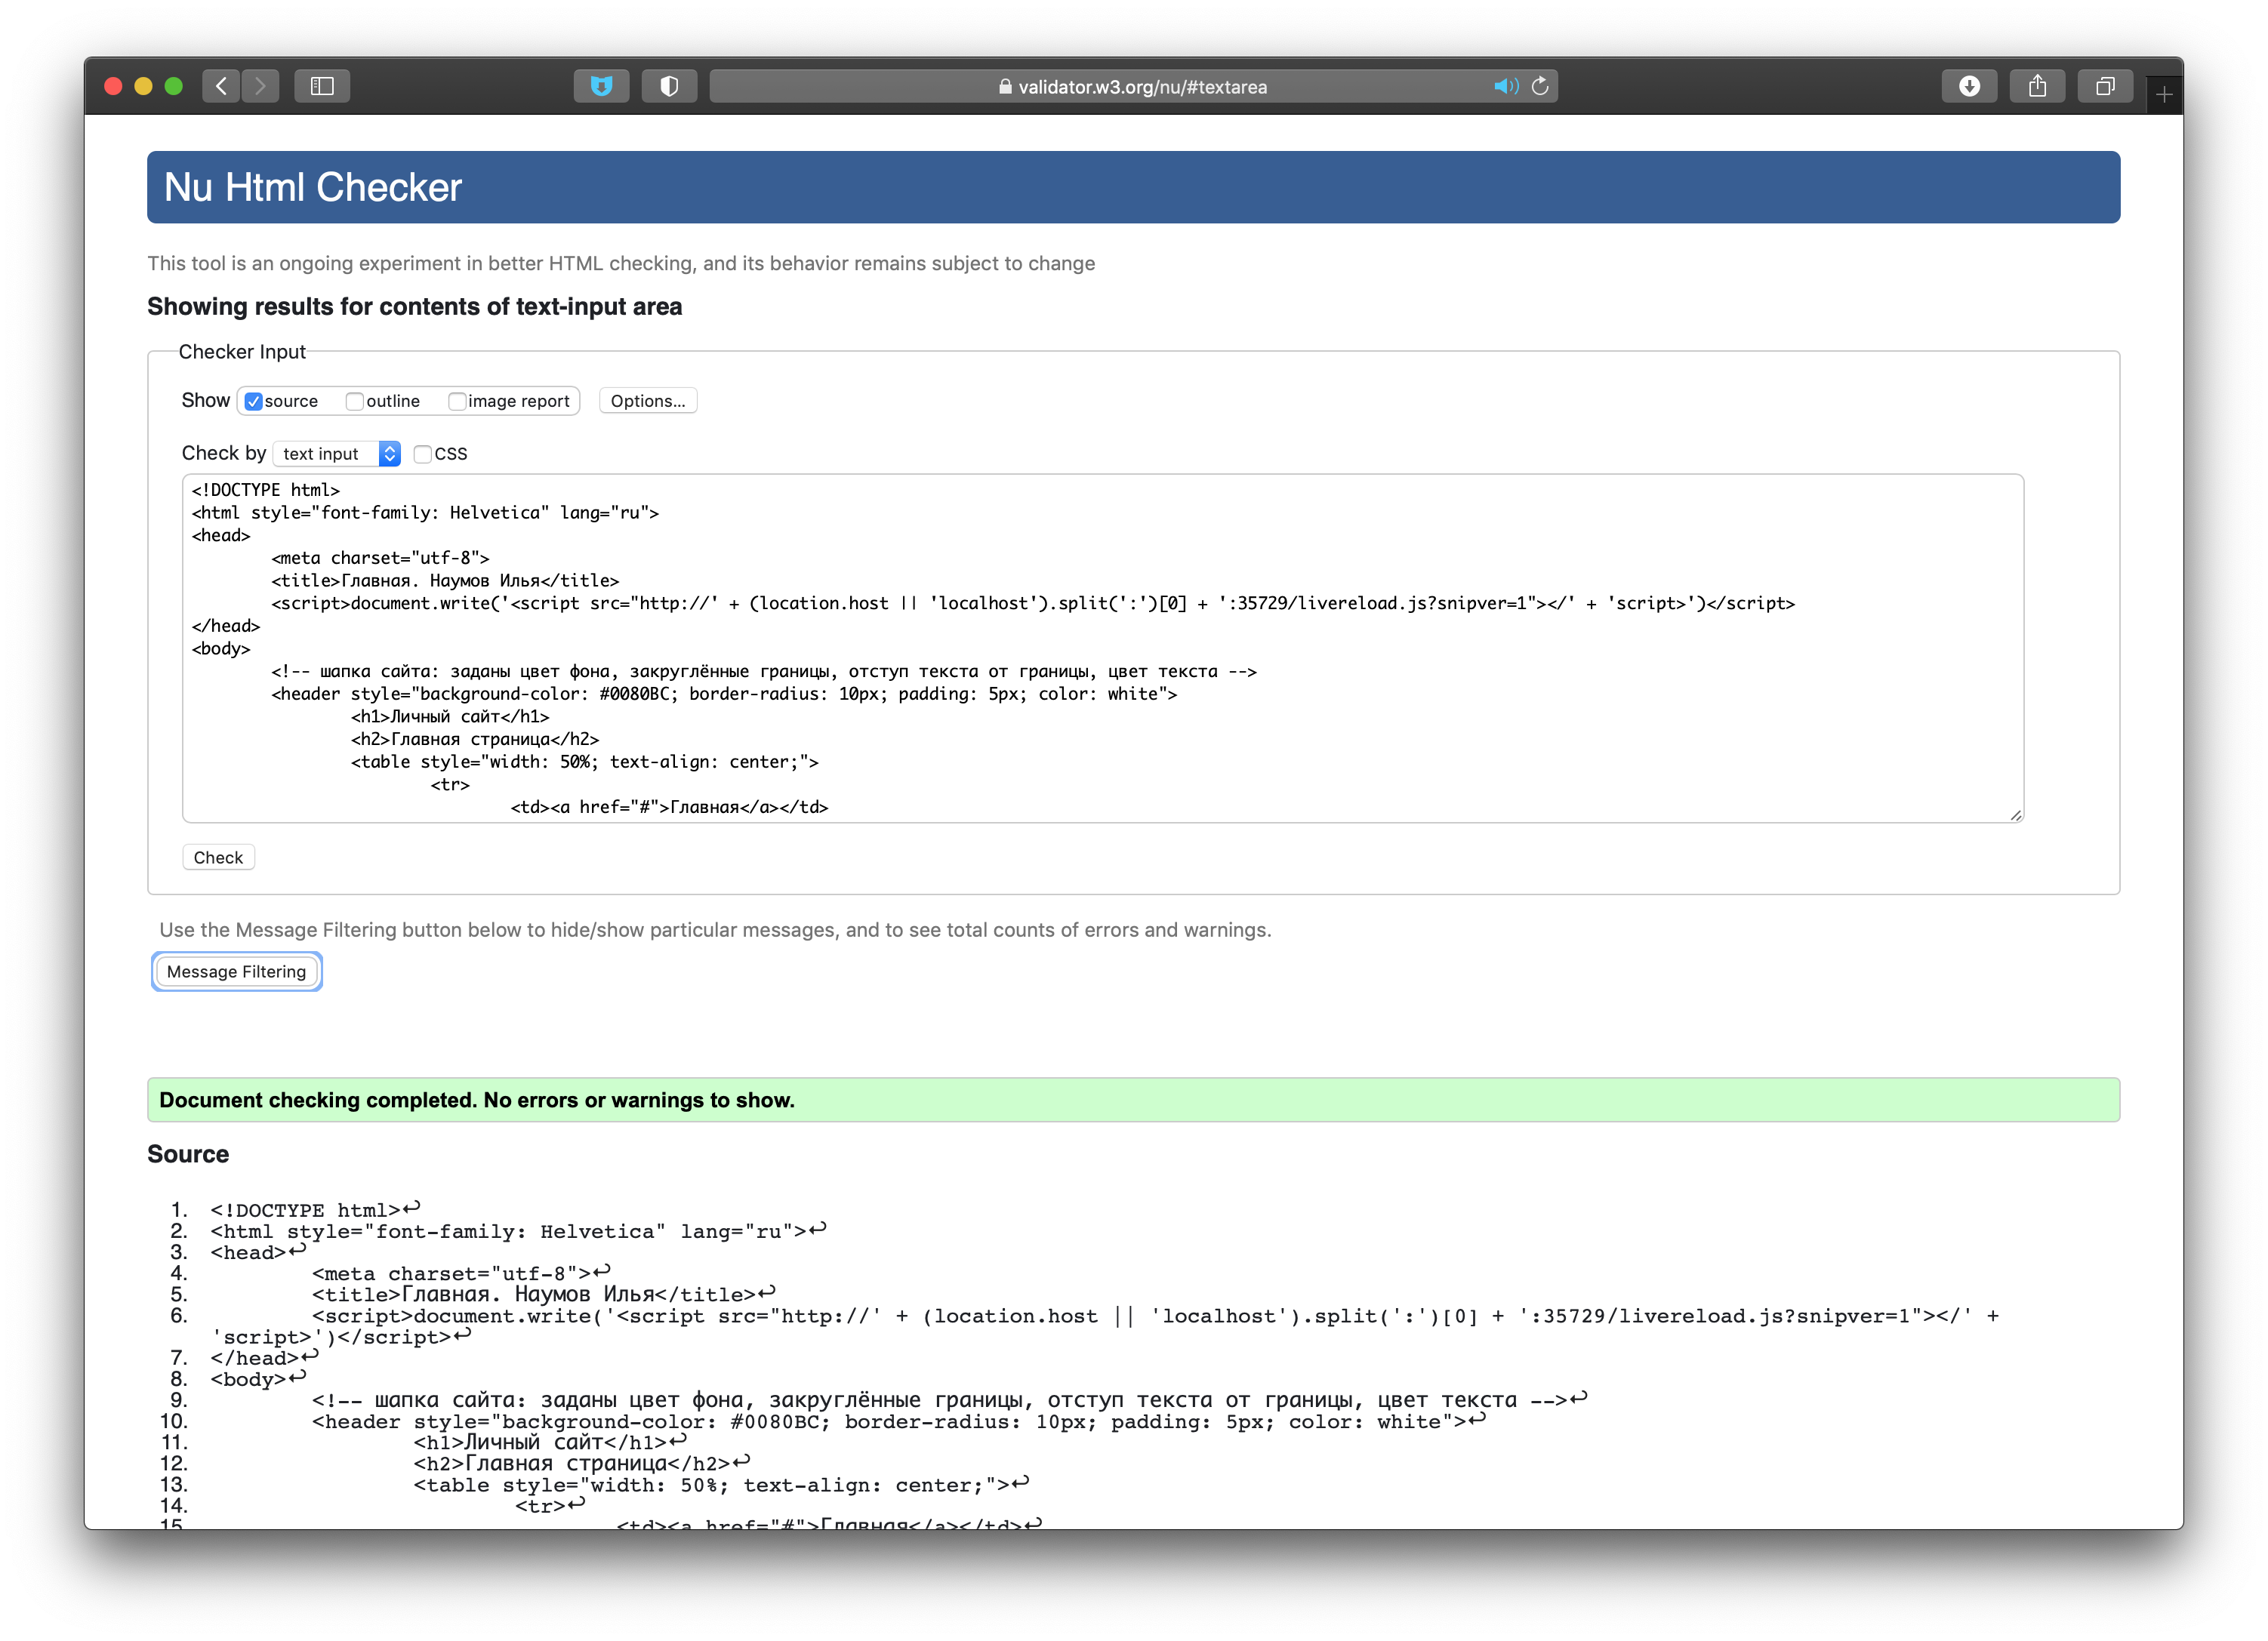 validator.w3.org/nu/#textarea
Nu Html Checker
This tool is an ongoing experiment in better HTML checking, and its behavior remains subject to change
Showing results for contents of text-input area
Checker Input
Show source outline image report Options...
Check by text input CSS
<!DOCTYPE html>
<html style="font-family: Helvetica" lang="ru">
<head>
<meta charset="utf-8">
<title>Главная. Наумов Илья</title>
<script>document.write('<script src="http://' + (location.host || 'localhost').split(':')[0] + ':35729/livereload.js?snipver=1"></' + 'script>')</script>
</head>
<body>
<!-- шапка сайта: заданы цвет фона, закруглённые границы, отступ текста от границы, цвет текста -->
<header style="background-color: #0080BC; border-radius: 10px; padding: 5px; color: white">
<h1>Личный сайт</h1>
<h2>Главная страница</h2>
<table style="width: 50%; text-align: center;">
<tr>
<td><a href="#">Главная</a></td>
Check
Use the Message Filtering button below to hide/show particular messages, and to see total counts of errors and warnings.
Message Filtering
Document checking completed. No errors or warnings to show.
Source
1. <!DOCTYPE html>↩
2. <html style="font-family: Helvetica" lang="ru">↩
3. <head>↩
4. <meta charset="utf-8">↩
5. <title>Главная. Наумов Илья</title>↩
6. <script>document.write('<script src="http://' + (location.host || 'localhost').split(':')[0] + ':35729/livereload.js?snipver=1"></' +
'script>')</script>↩
7. </head>↩
8. <body>↩
9. <!-- шапка сайта: заданы цвет фона, закруглённые границы, отступ текста от границы, цвет текста -->↩
10. <header style="background-color: #0080BC; border-radius: 10px; padding: 5px; color: white">↩
11. <h1>Личный сайт</h1>↩
12. <h2>Главная страница</h2>↩
13. <table style="width: 50%; text-align: center;">↩
14. <tr>↩
15. <td><a href="#">Главная</a></td>↩